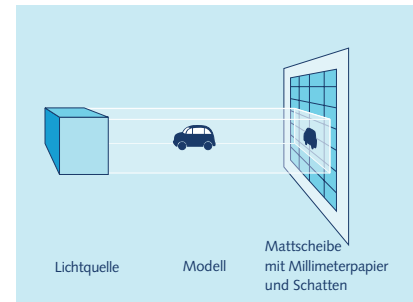 Lichtquelle
Modell
Mattscheibe
mit Millimeterpapier
und Schatten